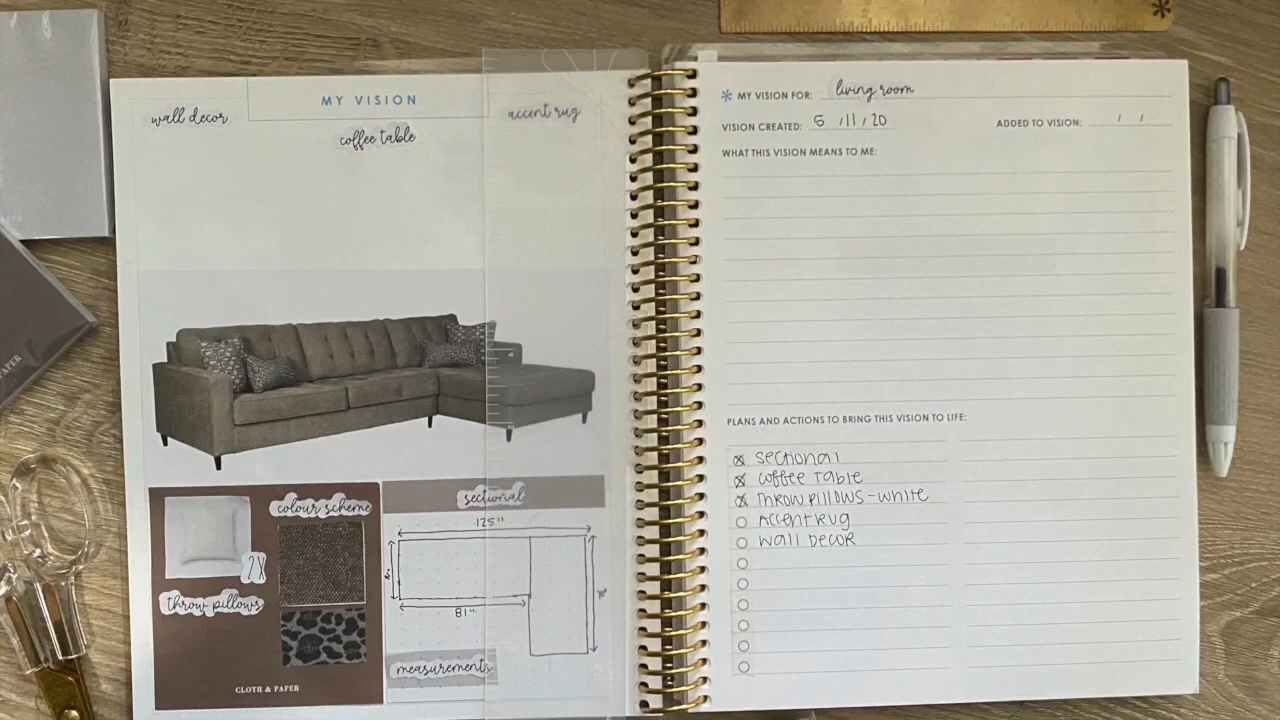 MY VISION
wall decor
accent rug
coffee table
colour scheme
2X
throw pillows
CLOTH & PAPER
sectional
125"
81"
measurements
MY VISION FOR: living room
VISION CREATED: 5 /11/20
ADDED TO VISION: / /
WHAT THIS VISION MEANS TO ME:
PLANS AND ACTIONS TO BRING THIS VISION TO LIFE:
SECTIONAL
COFFEE TABLE
THROW PILLOWS - WHITE
ACCENT RUG
WALL DECOR
PAPER